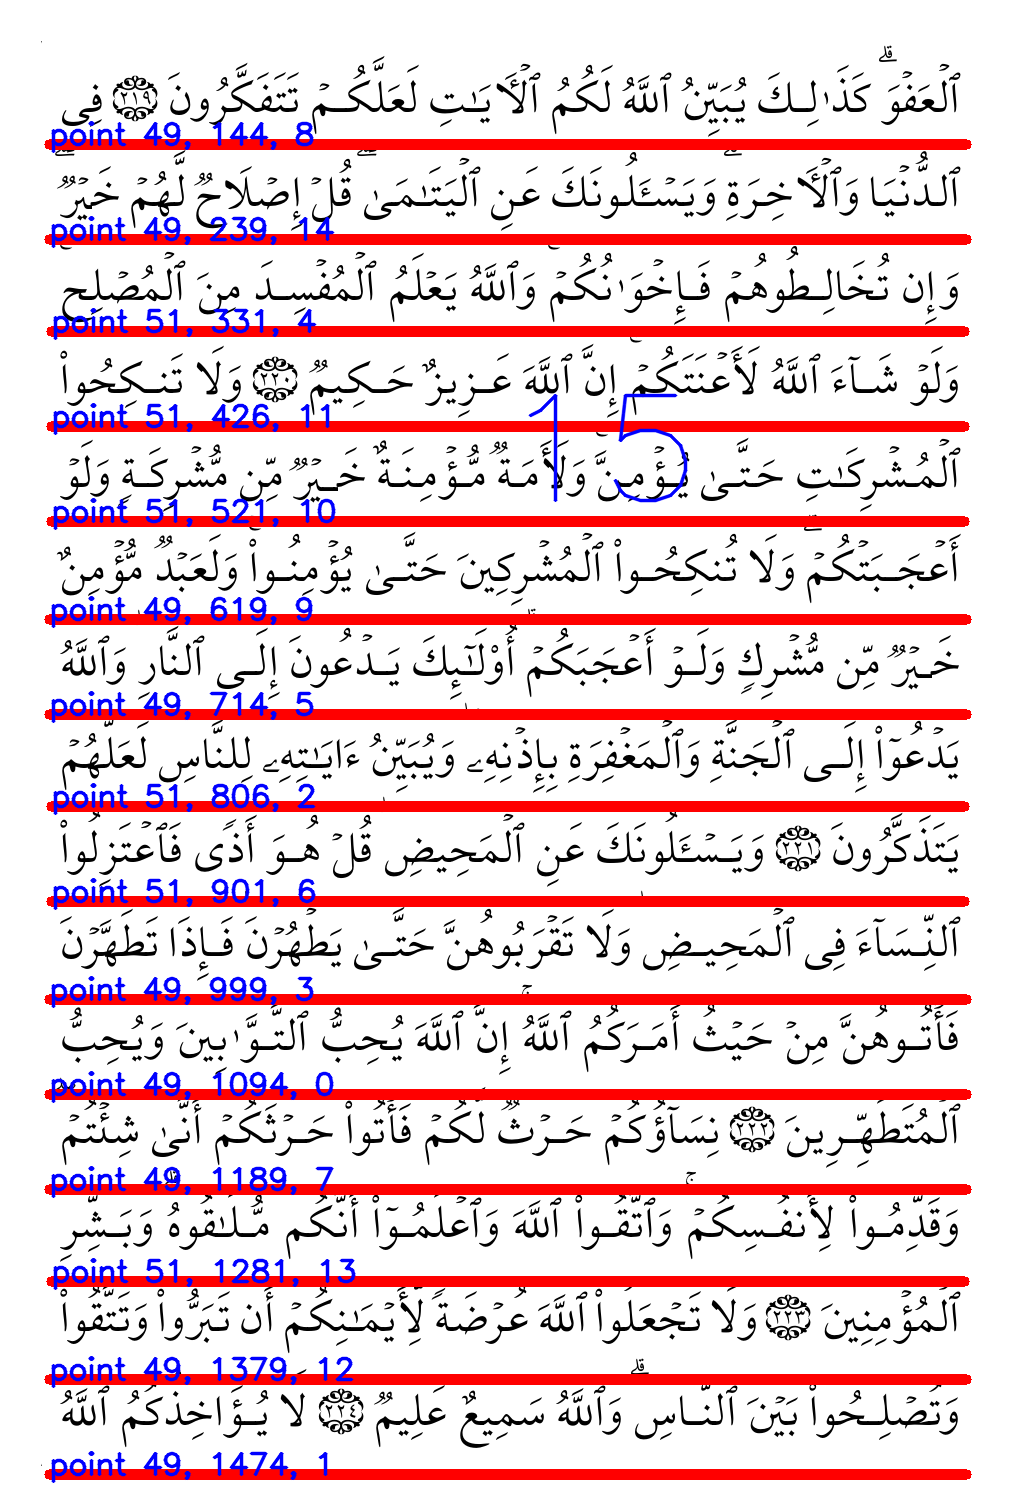 ٱلۡعَفۡوَۗ كَذَٰلِكَ يُبَيِّنُ ٱللَّهُ لَكُمُ ٱلۡأٓيَٰتِ لَعَلَّكُمۡ تَتَفَكَّرُونَ ٢١٩ فِي
point 49, 144, 8
ٱلدُّنۡيَا وَٱلۡأٓخِرَةِۗ وَيَسۡـَٔلُونَكَ عَنِ ٱلۡيَتَٰمَىٰۖ قُلۡ إِصۡلَاحٞ لَّهُمۡ خَيۡرٞۖ
point 49, 239, 14
وَإِن تُخَالِطُوهُمۡ فَإِخۡوَٰنُكُمۡۚ وَٱللَّهُ يَعۡلَمُ ٱلۡمُفۡسِدَ مِنَ ٱلۡمُصۡلِحِۚ
point 51, 331, 4
وَلَوۡ شَآءَ ٱللَّهُ لَأَعۡنَتَكُمۡۚ إِنَّ ٱللَّهَ عَزِيزٌ حَكِيمٞ ٢٢٠ وَلَا تَنكِحُواْ
point 51, 426, 11
15
ٱلۡمُشۡرِكَٰتِ حَتَّىٰ يُؤۡمِنَّۚ وَلَأَمَةٞ مُّؤۡمِنَةٌ خَيۡرٞ مِّن مُّشۡرِكَةٖ وَلَوۡ
point 51, 521, 10
أَعۡجَبَتۡكُمۡۗ وَلَا تُنكِحُواْ ٱلۡمُشۡرِكِينَ حَتَّىٰ يُؤۡمِنُواْۚ وَلَعَبۡدٞ مُّؤۡمِنٌ
point 49, 619, 9
خَيۡرٞ مِّن مُّشۡرِكٖ وَلَوۡ أَعۡجَبَكُمۡۗ أُوْلَٰٓئِكَ يَدۡعُونَ إِلَى ٱلنَّارِۖ وَٱللَّهُ
point 49, 714, 5
يَدۡعُوٓاْ إِلَى ٱلۡجَنَّةِ وَٱلۡمَغۡفِرَةِ بِإِذۡنِهِۦۖ وَيُبَيِّنُ ءَايَٰتِهِۦ لِلنَّاسِ لَعَلَّهُمۡ
point 51, 806, 2
يَتَذَكَّرُونَ ٢٢١ وَيَسۡـَٔلُونَكَ عَنِ ٱلۡمَحِيضِۖ قُلۡ هُوَ أَذٗى فَٱعۡتَزِلُواْ
point 51, 901, 6
ٱلنِّسَآءَ فِي ٱلۡمَحِيضِ وَلَا تَقۡرَبُوهُنَّ حَتَّىٰ يَطۡهُرۡنَۖ فَإِذَا تَطَهَّرۡنَ
point 49, 999, 3
فَأۡتُوهُنَّ مِنۡ حَيۡثُ أَمَرَكُمُ ٱللَّهُۚ إِنَّ ٱللَّهَ يُحِبُّ ٱلتَّوَّٰبِينَ وَيُحِبُّ
point 49, 1094, 0
ٱلۡمُتَطَهِّرِينَ ٢٢٢ نِسَآؤُكُمۡ حَرۡثٞ لَّكُمۡ فَأۡتُواْ حَرۡثَكُمۡ أَنَّىٰ شِئۡتُمۡۖ
point 49, 1189, 7
وَقَدِّمُواْ لِأَنفُسِكُمۡۚ وَٱتَّقُواْ ٱللَّهَ وَٱعۡلَمُوٓاْ أَنَّكُم مُّلَٰقُوهُۗ وَبَشِّرِ
point 51, 1281, 13
ٱلۡمُؤۡمِنِينَ ٢٢٣ وَلَا تَجۡعَلُواْ ٱللَّهَ عُرۡضَةٗ لِّأَيۡمَٰنِكُمۡ أَن تَبَرُّواْ وَتَتَّقُواْ
point 49, 1379, 12
وَتُصۡلِحُواْ بَيۡنَ ٱلنَّاسِۚ وَٱللَّهُ سَمِيعٌ عَلِيمٞ ٢٢٤ لَّا يُؤَاخِذُكُمُ ٱللَّهُ
point 49, 1474, 1